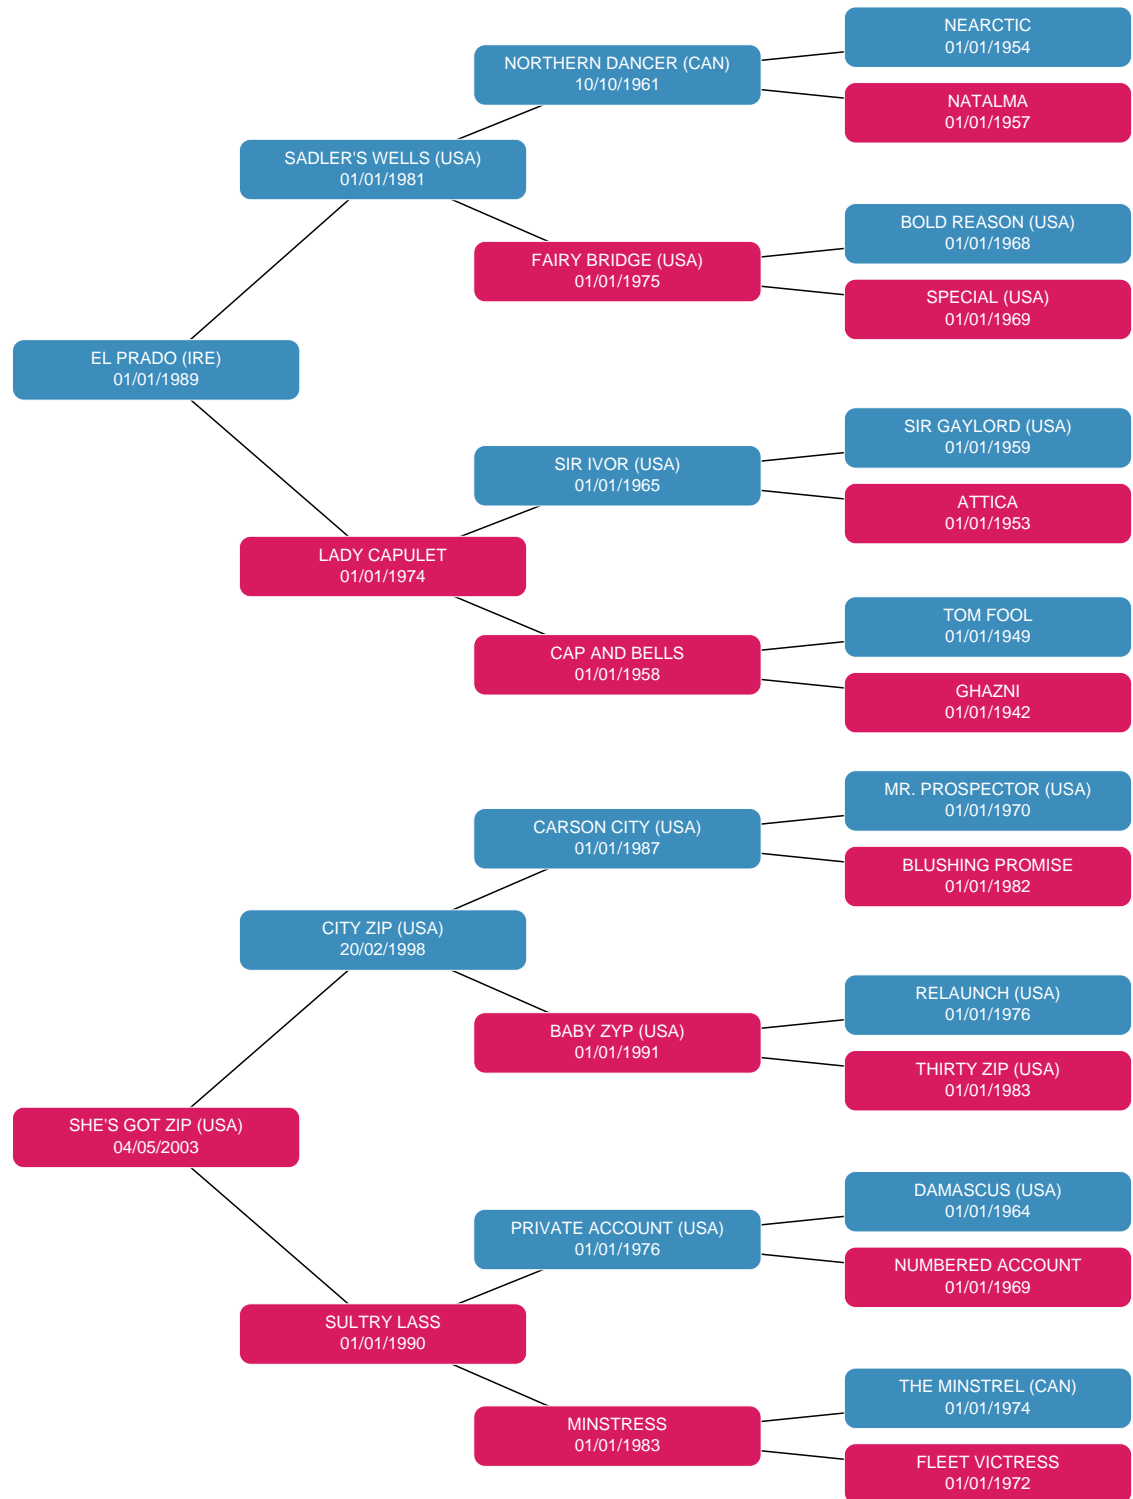 NEARCTIC
01/01/1954
NORTHERN DANCER (CAN)
10/10/1961
NATALMA
01/01/1957
SADLER'S WELLS (USA)
01/01/1981
BOLD REASON (USA)
01/01/1968
FAIRY BRIDGE (USA)
01/01/1975
SPECIAL (USA)
01/01/1969
EL PRADO (IRE)
01/01/1989
SIR GAYLORD (USA)
01/01/1959
SIR IVOR (USA)
01/01/1965
ATTICA
01/01/1953
LADY CAPULET
01/01/1974
TOM FOOL
01/01/1949
CAP AND BELLS
01/01/1958
GHAZNI
01/01/1942
MR. PROSPECTOR (USA)
01/01/1970
CARSON CITY (USA)
01/01/1987
BLUSHING PROMISE
01/01/1982
CITY ZIP (USA)
20/02/1998
RELAUNCH (USA)
01/01/1976
BABY ZYP (USA)
01/01/1991
THIRTY ZIP (USA)
01/01/1983
SHE'S GOT ZIP (USA)
04/05/2003
DAMASCUS (USA)
01/01/1964
PRIVATE ACCOUNT (USA)
01/01/1976
NUMBERED ACCOUNT
01/01/1969
SULTRY LASS
01/01/1990
THE MINSTREL (CAN)
01/01/1974
MINSTRESS
01/01/1983
FLEET VICTRESS
01/01/1972